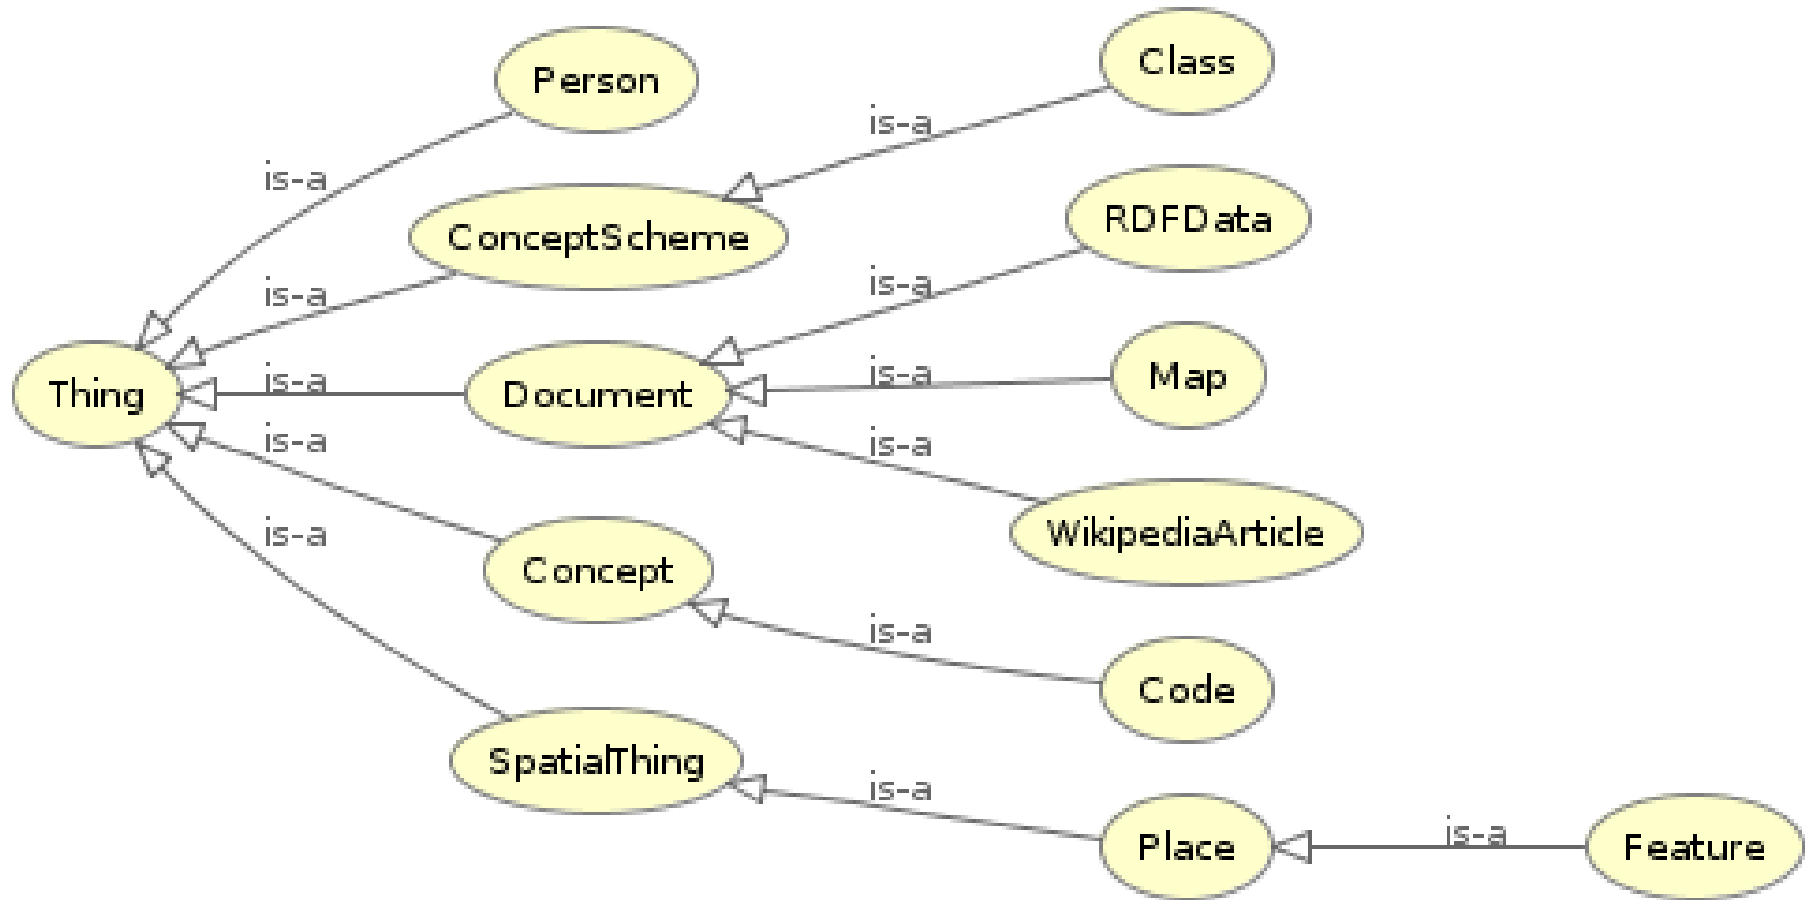 Person
Class
is-a
is-a
ConceptScheme
RDFData
is-a
is-a
Thing
is-a
Document
is-a
Map
is-a
is-a
WikipediaArticle
is-a
Concept
is-a
Code
SpatialThing
is-a
Place
is-a
Feature